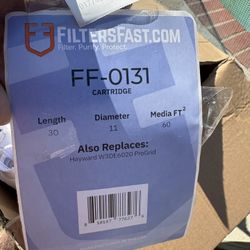 FILTERSFAST.COM
Filter. Purify. Protect
FF-0131
CARTRIDGE
Length Diameter Media FT²
30 11 60
Also Replaces:
Hayward W3DE6020 ProGrid